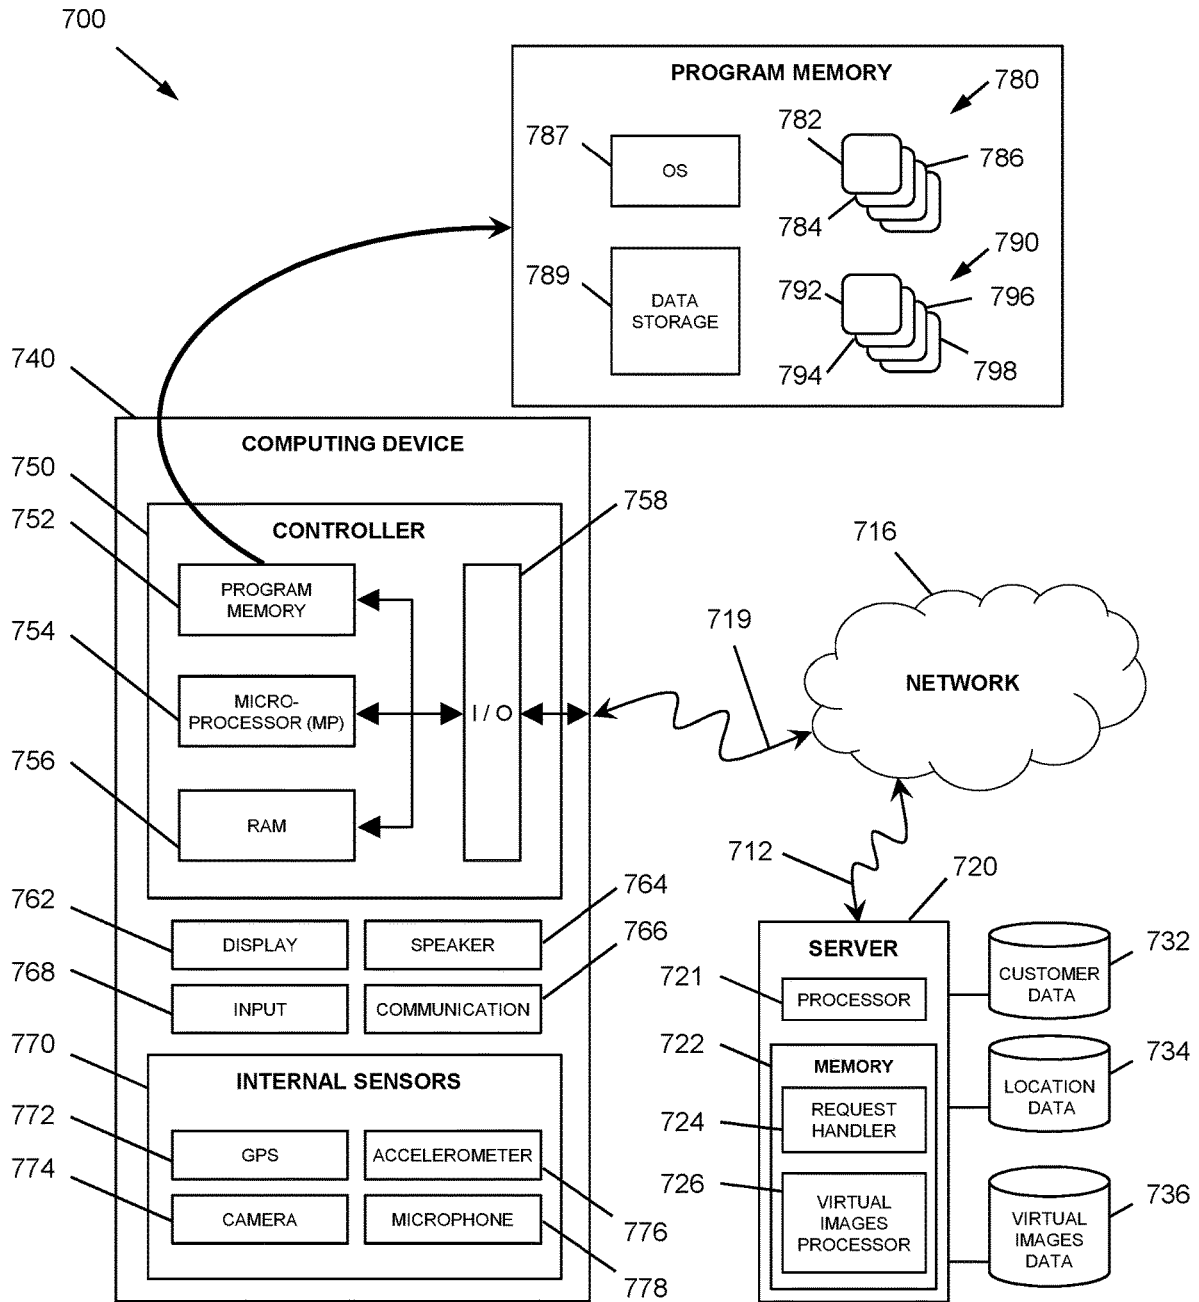 700
PROGRAM MEMORY
780
787
OS
782
786
784
789
DATA
STORAGE
790
792
796
794
798
740
COMPUTING DEVICE
750
CONTROLLER
758
752
PROGRAM
MEMORY
754
MICRO-
PROCESSOR (MP)
I / O
756
RAM
716
719
NETWORK
712
720
762
DISPLAY
SPEAKER
764
768
INPUT
COMMUNICATION
766
770
INTERNAL SENSORS
772
GPS
ACCELEROMETER
774
CAMERA
MICROPHONE
776
778
SERVER
721
PROCESSOR
722
MEMORY
724
REQUEST
HANDLER
726
VIRTUAL
IMAGES
PROCESSOR
CUSTOMER
DATA
732
LOCATION
DATA
734
VIRTUAL
IMAGES
DATA
736